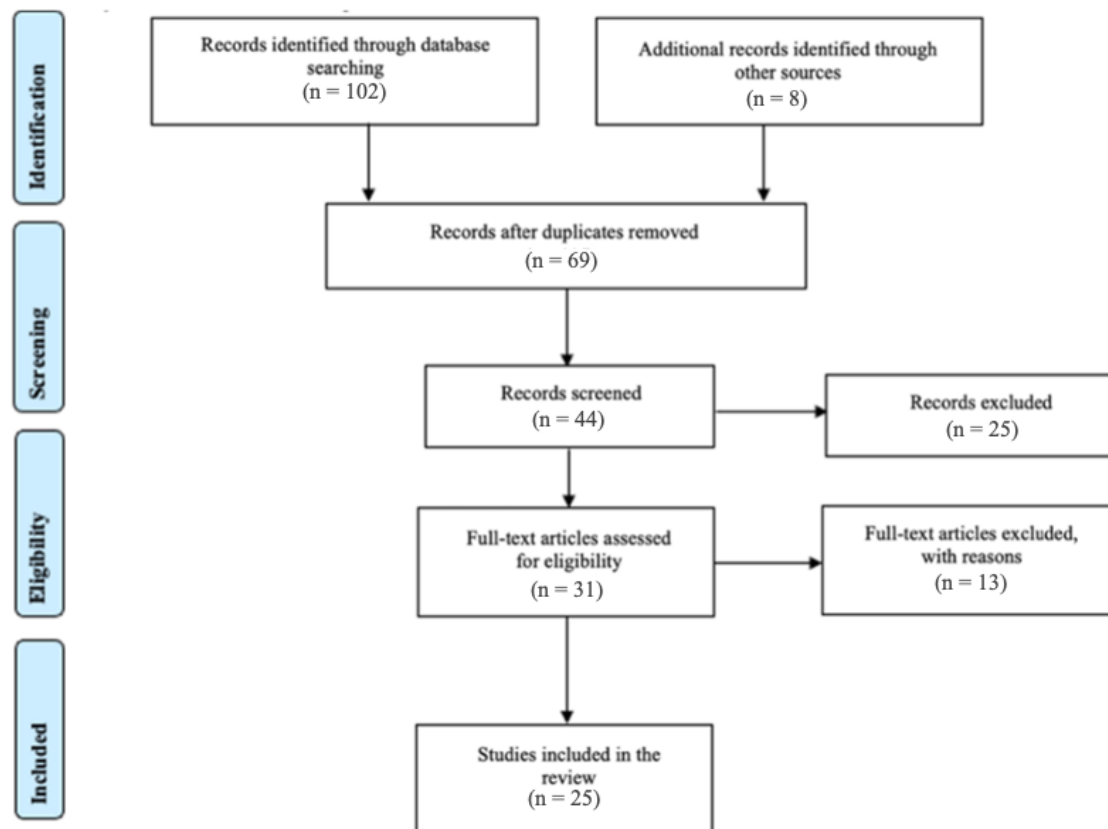 Identification
Records identified through database
searching
(n = 102)
Additional records identified through
other sources
(n = 8)
Records after duplicates removed
(n = 69)
Screening
Records screened
(n = 44)
Records excluded
(n = 25)
Eligibility
Full-text articles assessed
for eligibility
(n = 31)
Full-text articles excluded,
with reasons
(n = 13)
Included
Studies included in the
review
(n = 25)